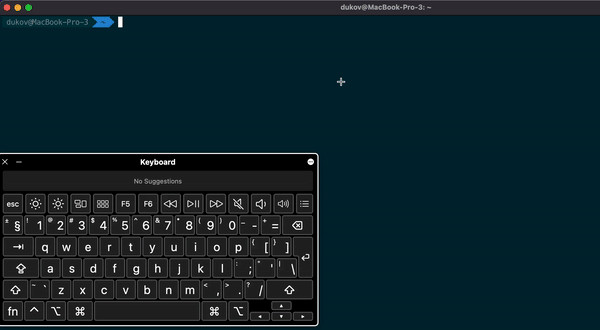 dukov@MacBook-Pro-3: ~
dukov@MacBook-Pro-3 ~
Keyboard
No Suggestions
esc F5 F6
± § ! 1 @ 2 # 3 $ 4 % 5 ^ 6 & 7 * 8 ( 9 ) 0 _ - + =
q w e r t y u i o p { [ } ]
a s d f g h j k l : ; " ' | \
~ ` z x c v b n m < , > . ? /
fn ^ ⌥ ⌘ ⌘ ⌥